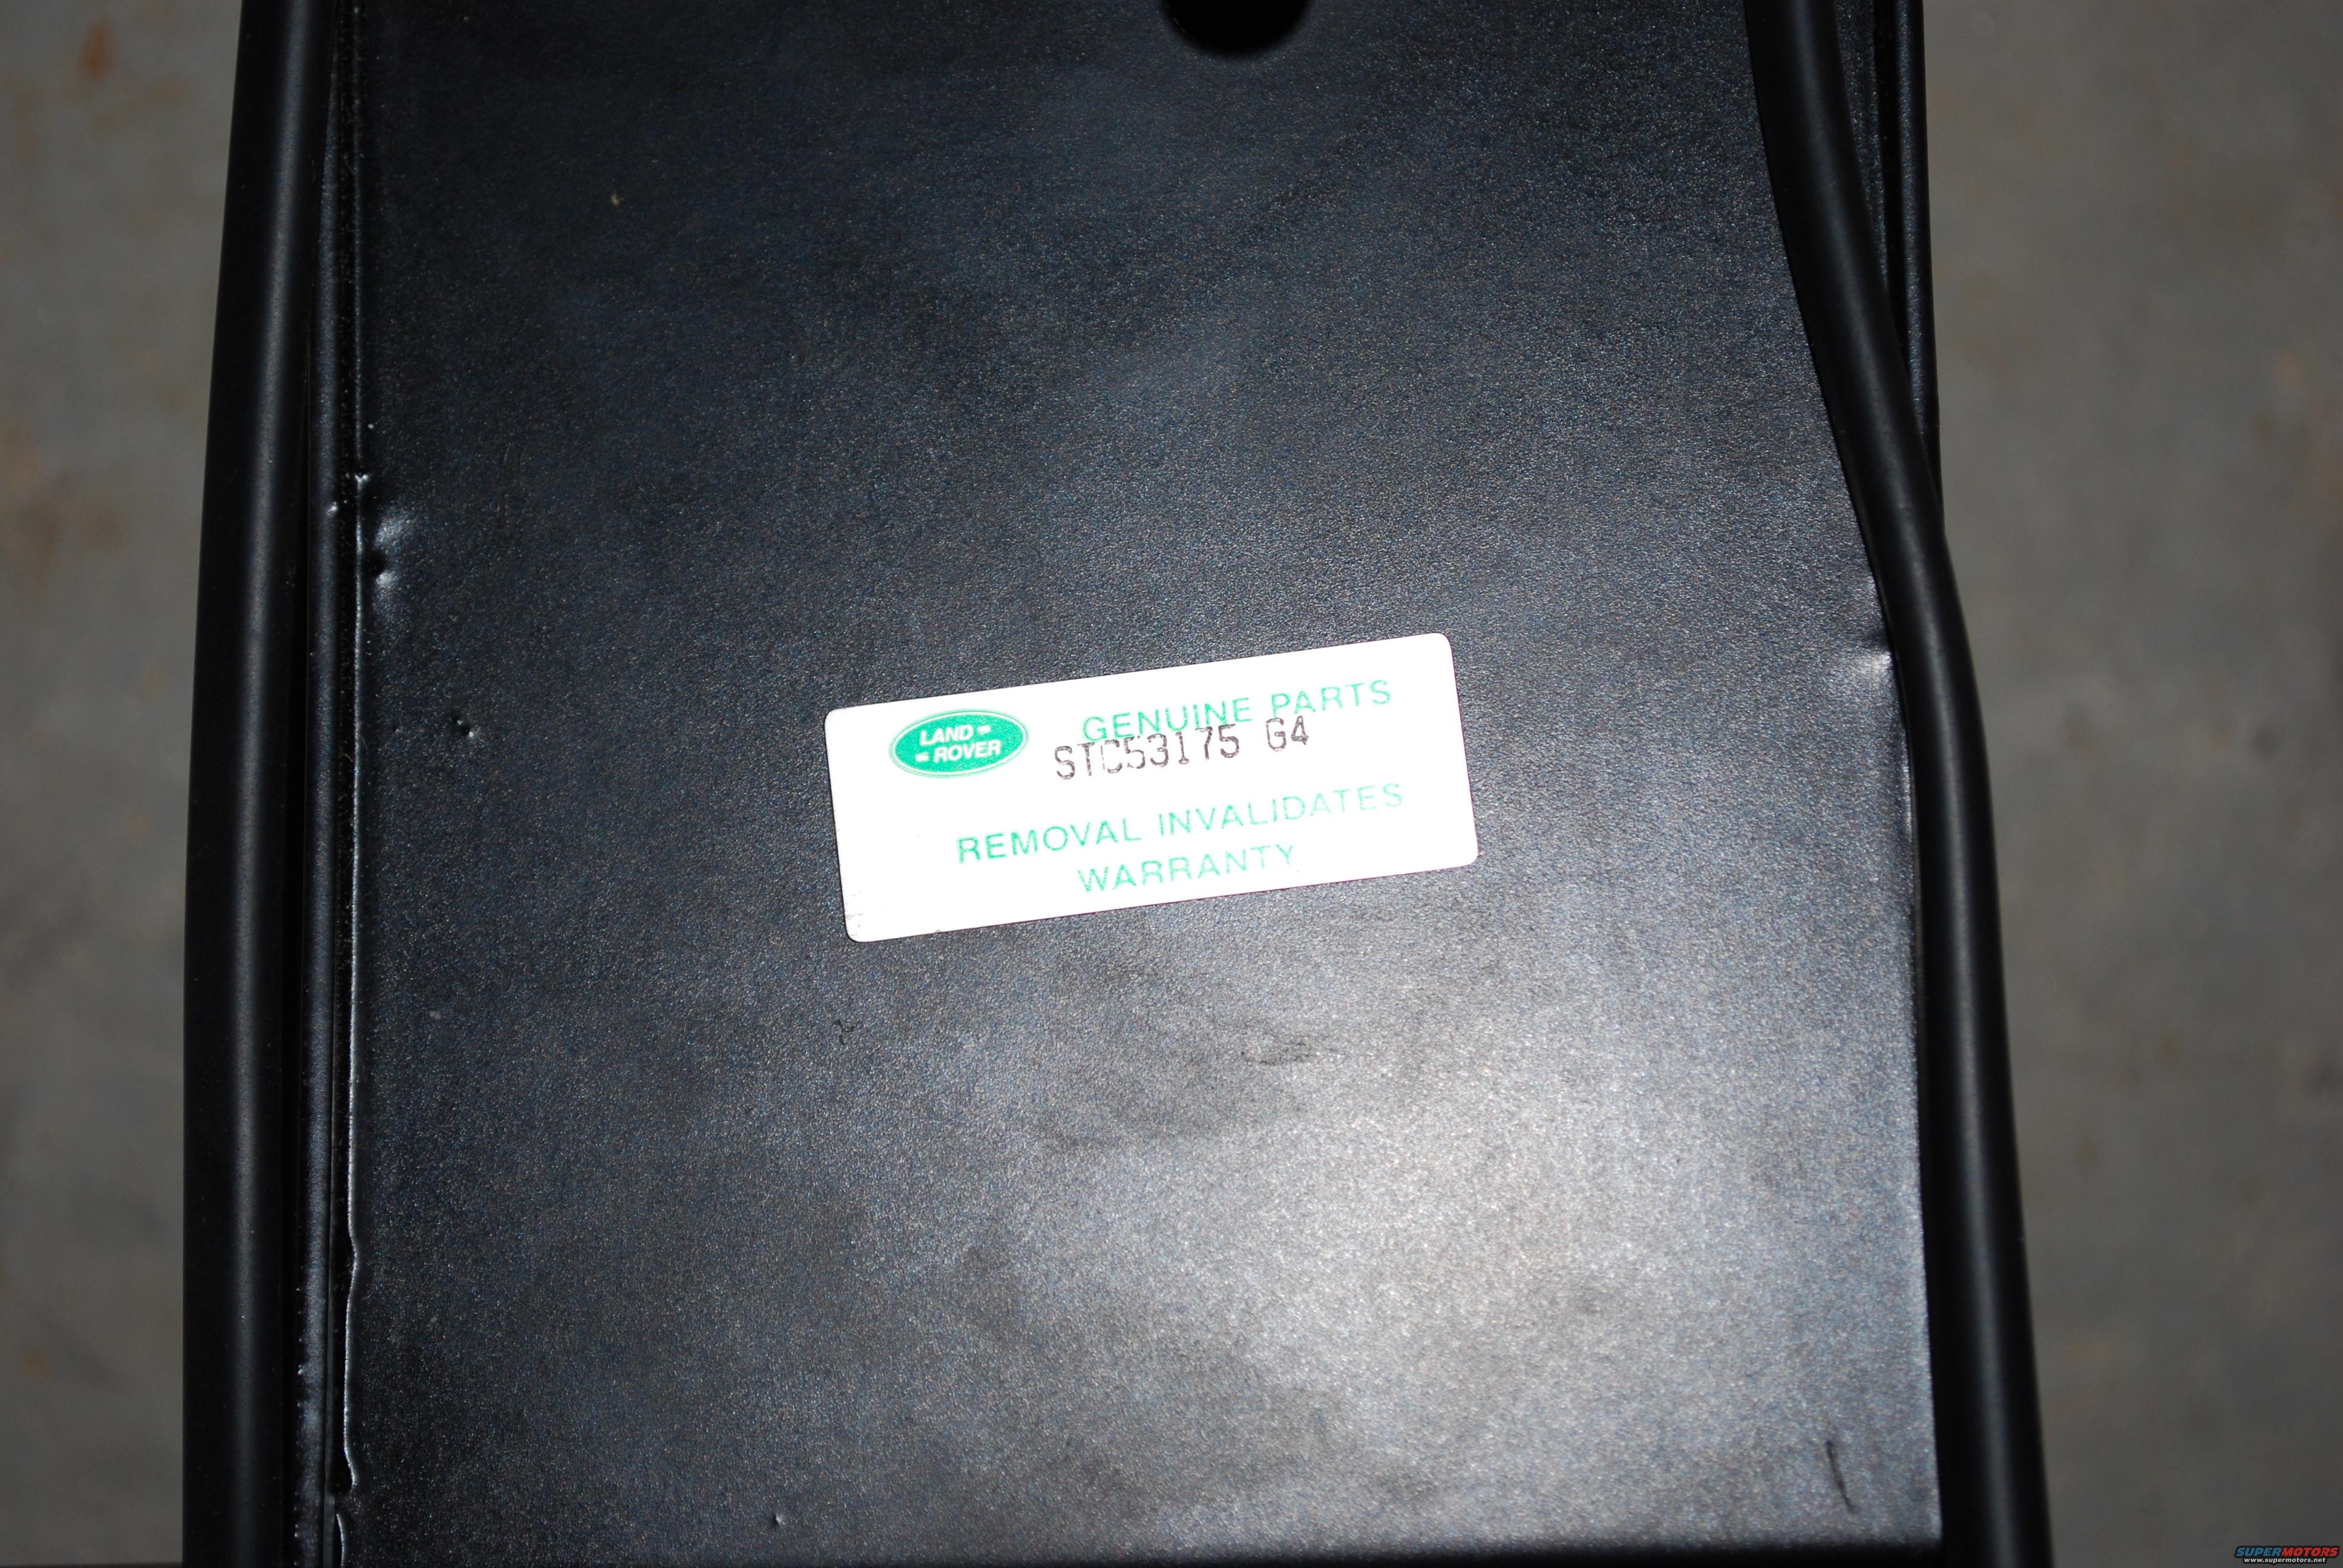 LAND
ROVER
GENUINE PARTS
STC53175 G4
REMOVAL INVALIDATES
WARRANTY
SUPERMOTORS
www.supermotors.net